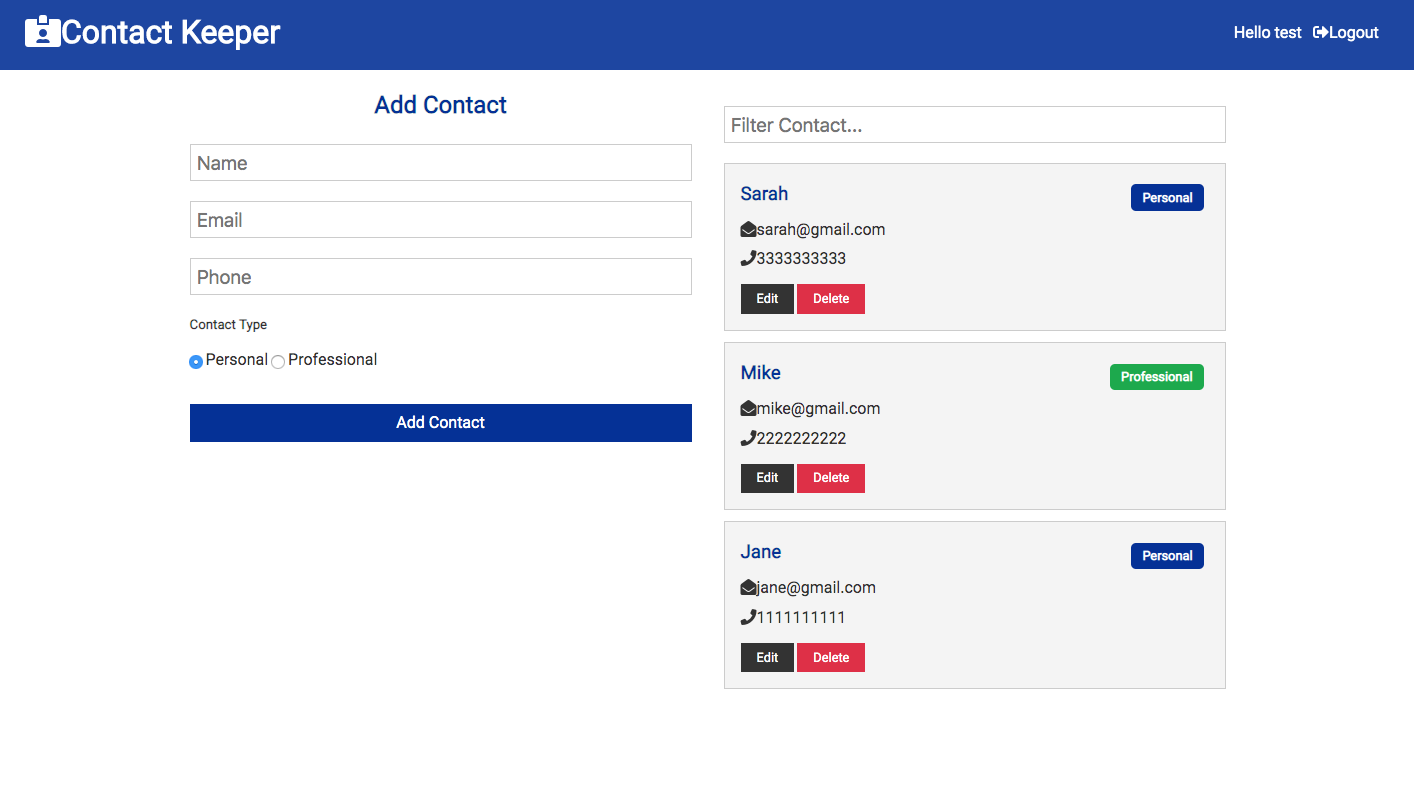 Contact Keeper
Hello test Logout
Add Contact
Name
Email
Phone
Contact Type
Personal Professional
Add Contact
Filter Contact...
Sarah
Personal
sarah@gmail.com
3333333333
Edit Delete
Mike
Professional
mike@gmail.com
2222222222
Edit Delete
Jane
Personal
jane@gmail.com
1111111111
Edit Delete